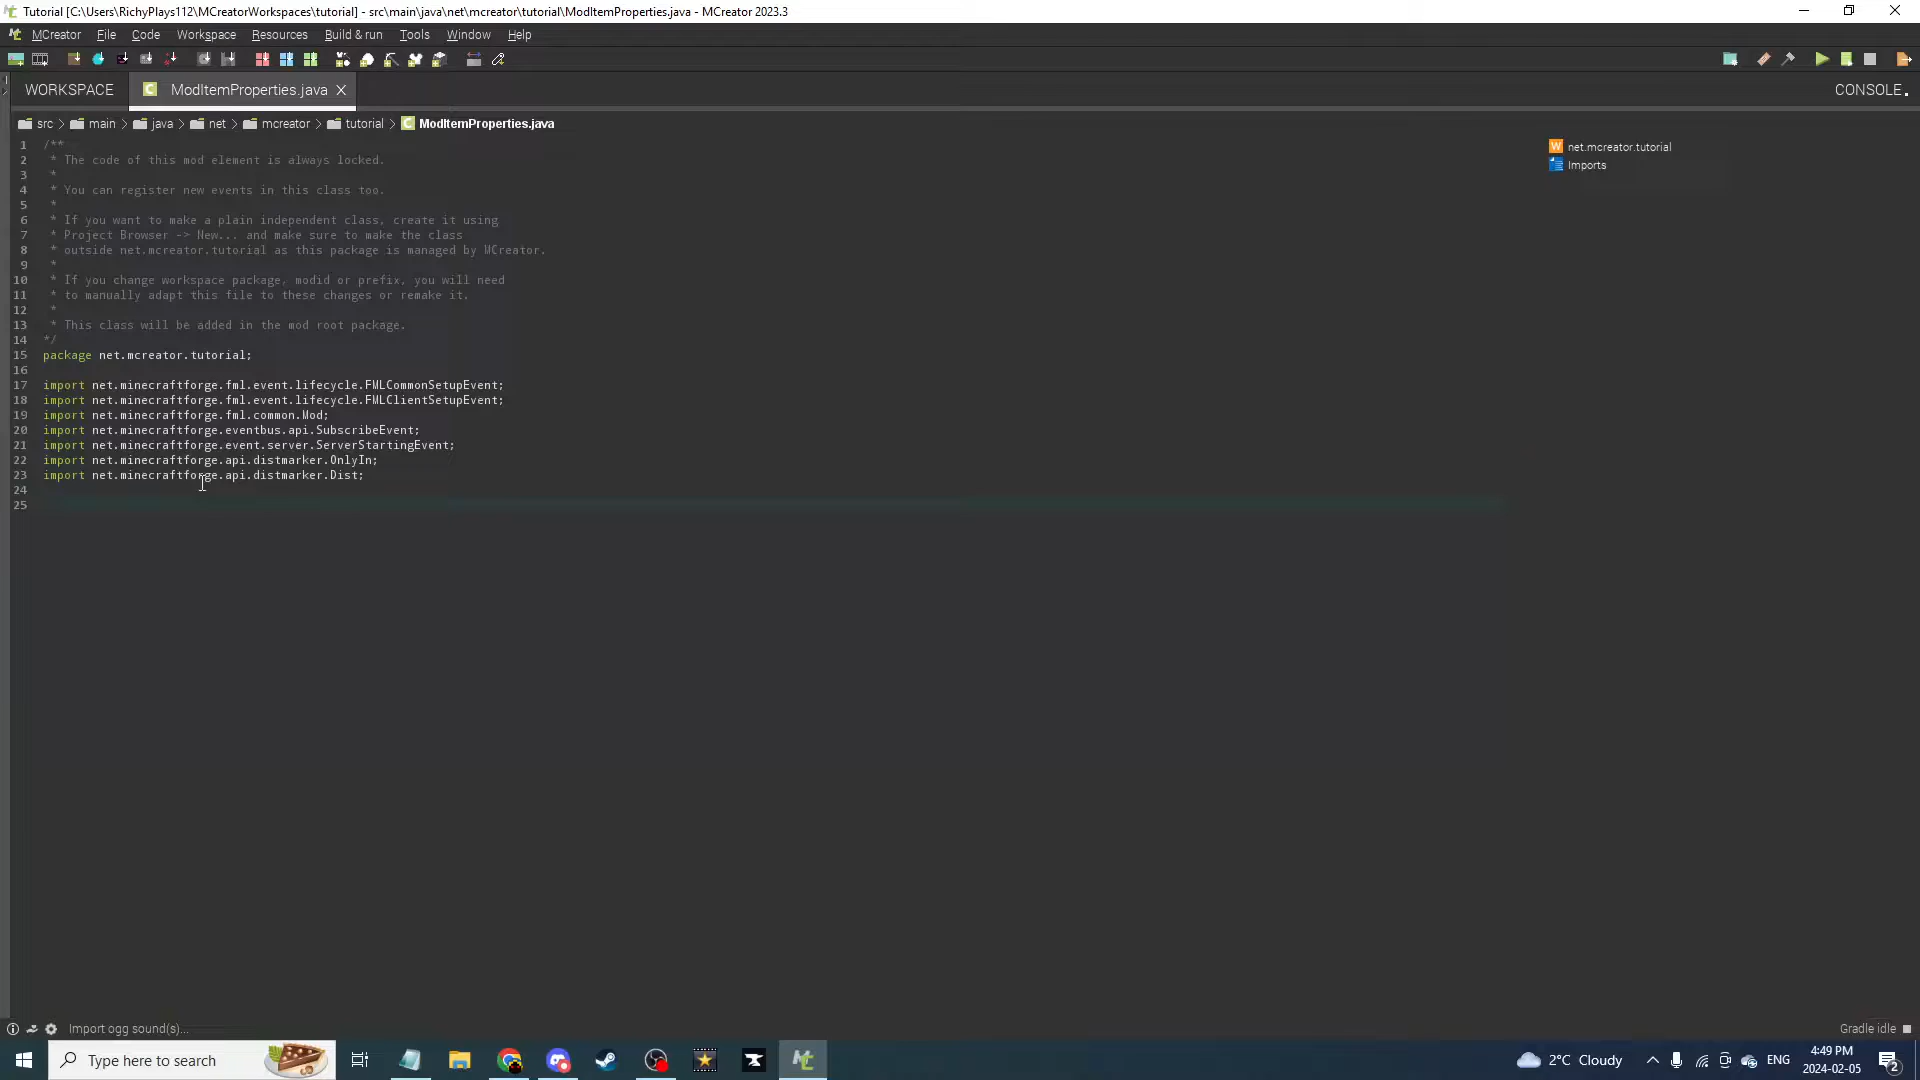 Tutorial [C:\Users\RichyPlays112\MCreatorWorkspaces\tutorial] - src\main\java\net\mcreator\tutorial\ModItemProperties.java - MCreator 2023.3
MCreator File Code Workspace Resources Build & run Tools Window Help
WORKSPACE ModItemProperties.java CONSOLE
src > main > java > net > mcreator > tutorial > ModItemProperties.java
1 /**
2 * The code of this mod element is always locked.
3 *
4 * You can register new events in this class too.
5 *
6 * If you want to make a plain independent class, create it using
7 * Project Browser -> New... and make sure to make the class
8 * outside net.mcreator.tutorial as this package is managed by MCreator.
9 *
10 * If you change workspace package, modid or prefix, you will need
11 * to manually adapt this file to these changes or remake it.
12 *
13 * This class will be added in the mod root package.
14 */
15 package net.mcreator.tutorial;
16
17 import net.minecraftforge.fml.event.lifecycle.FMLCommonSetupEvent;
18 import net.minecraftforge.fml.event.lifecycle.FMLClientSetupEvent;
19 import net.minecraftforge.fml.common.Mod;
20 import net.minecraftforge.eventbus.api.SubscribeEvent;
21 import net.minecraftforge.event.server.ServerStartingEvent;
22 import net.minecraftforge.api.distmarker.OnlyIn;
23 import net.minecraftforge.api.distmarker.Dist;
24
25
net.mcreator.tutorial
Imports
Import ogg sound(s)...
Gradle idle
Type here to search
2°C Cloudy
ENG
4:49 PM
2024-02-05
2